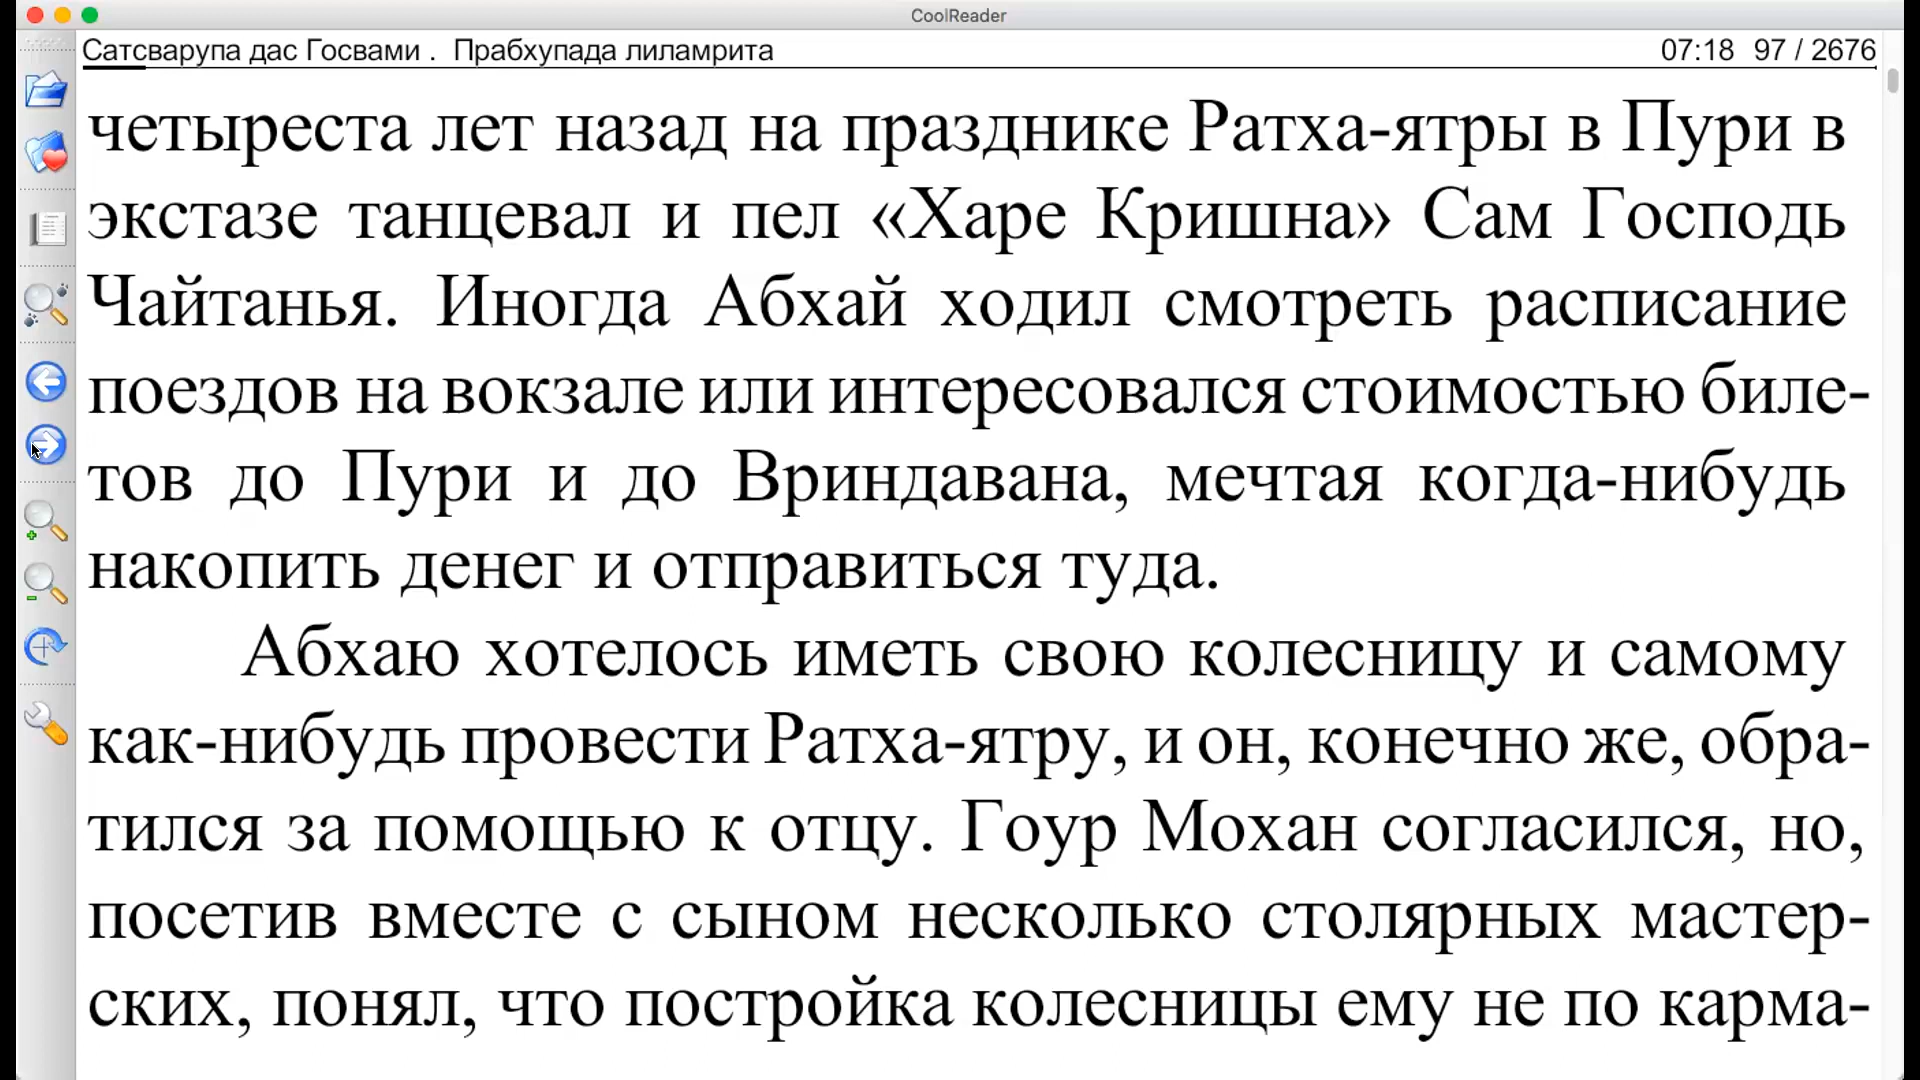 CoolReader
Сатсварупа дас Госвами .  Прабхупада лиламрита 07:18 97 / 2676
четыреста лет назад на празднике Ратха-ятры в Пури в
экстазе танцевал и пел «Харе Кришна» Сам Господь
Чайтанья. Иногда Абхай ходил смотреть расписание
поездов на вокзале или интересовался стоимостью биле-
тов до Пури и до Вриндавана, мечтая когда-нибудь
накопить денег и отправиться туда.
Абхаю хотелось иметь свою колесницу и самому
как-нибудь провести Ратха-ятру, и он, конечно же, обра-
тился за помощью к отцу. Гоур Мохан согласился, но,
посетив вместе с сыном несколько столярных мастер-
ских, понял, что постройка колесницы ему не по карма-